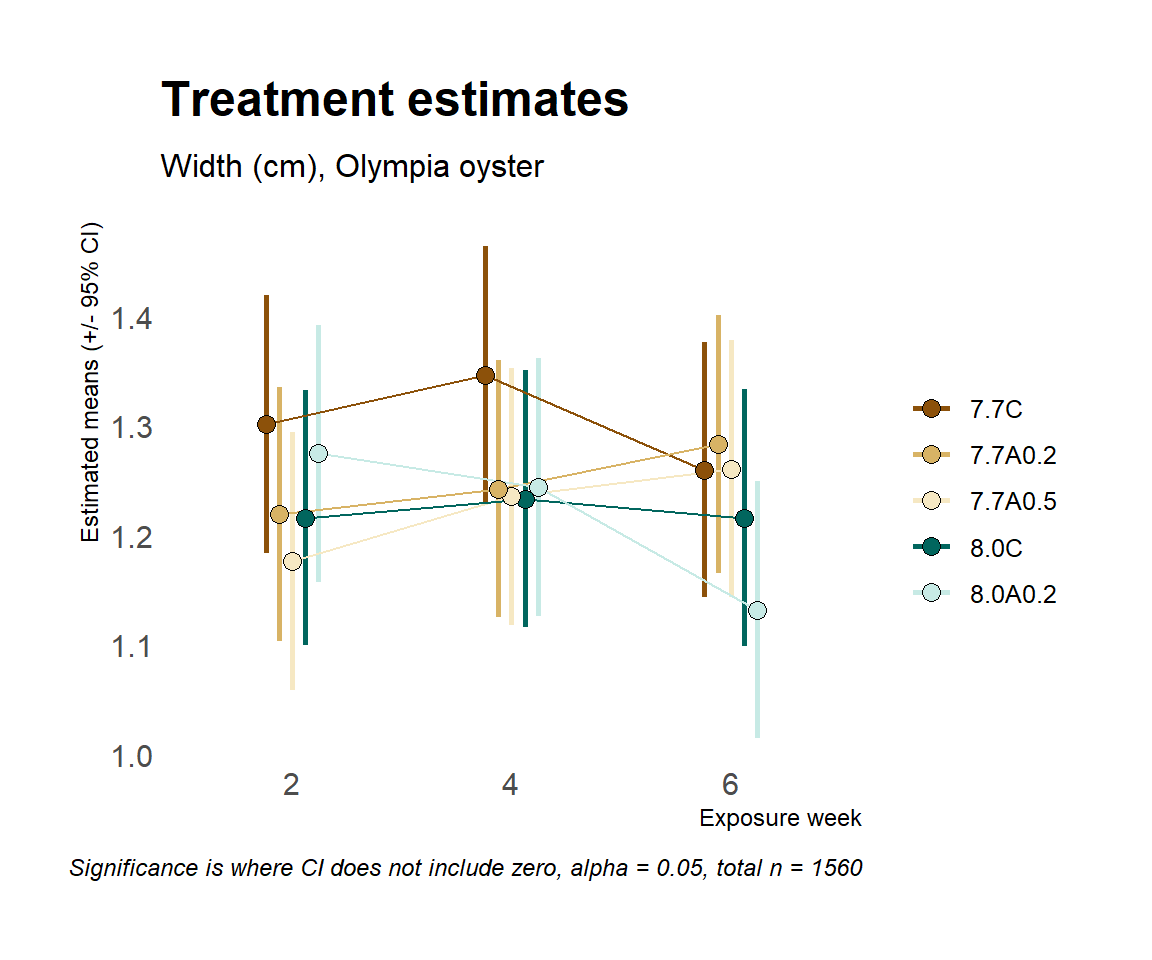 Treatment estimates
Width (cm), Olympia oyster
Estimated means (+/- 95% CI)
1.4
1.3
1.2
1.1
1.0
2 4 6
Exposure week
7.7C
7.7A0.2
7.7A0.5
8.0C
8.0A0.2
Significance is where CI does not include zero, alpha = 0.05, total n = 1560